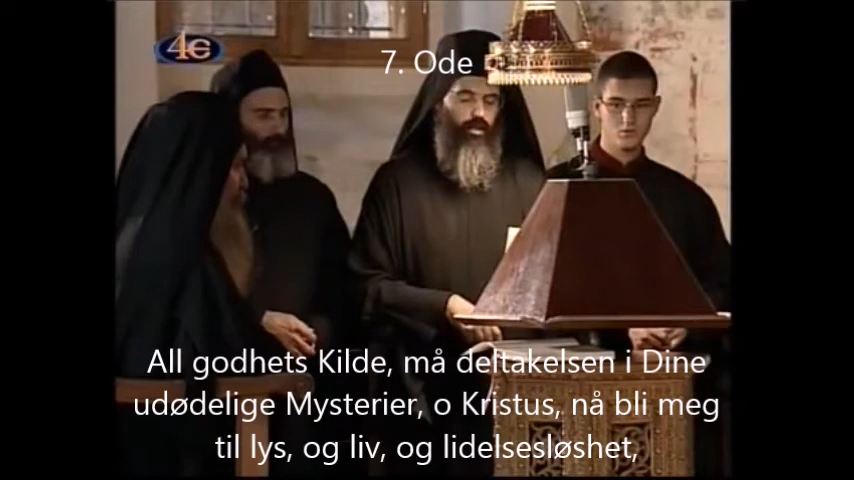 4ε
7. Ode
All godhets Kilde, må deltakelsen i Dine
udødelige Mysterier, o Kristus, nå bli meg
til lys, og liv, og lidelsesløshet,